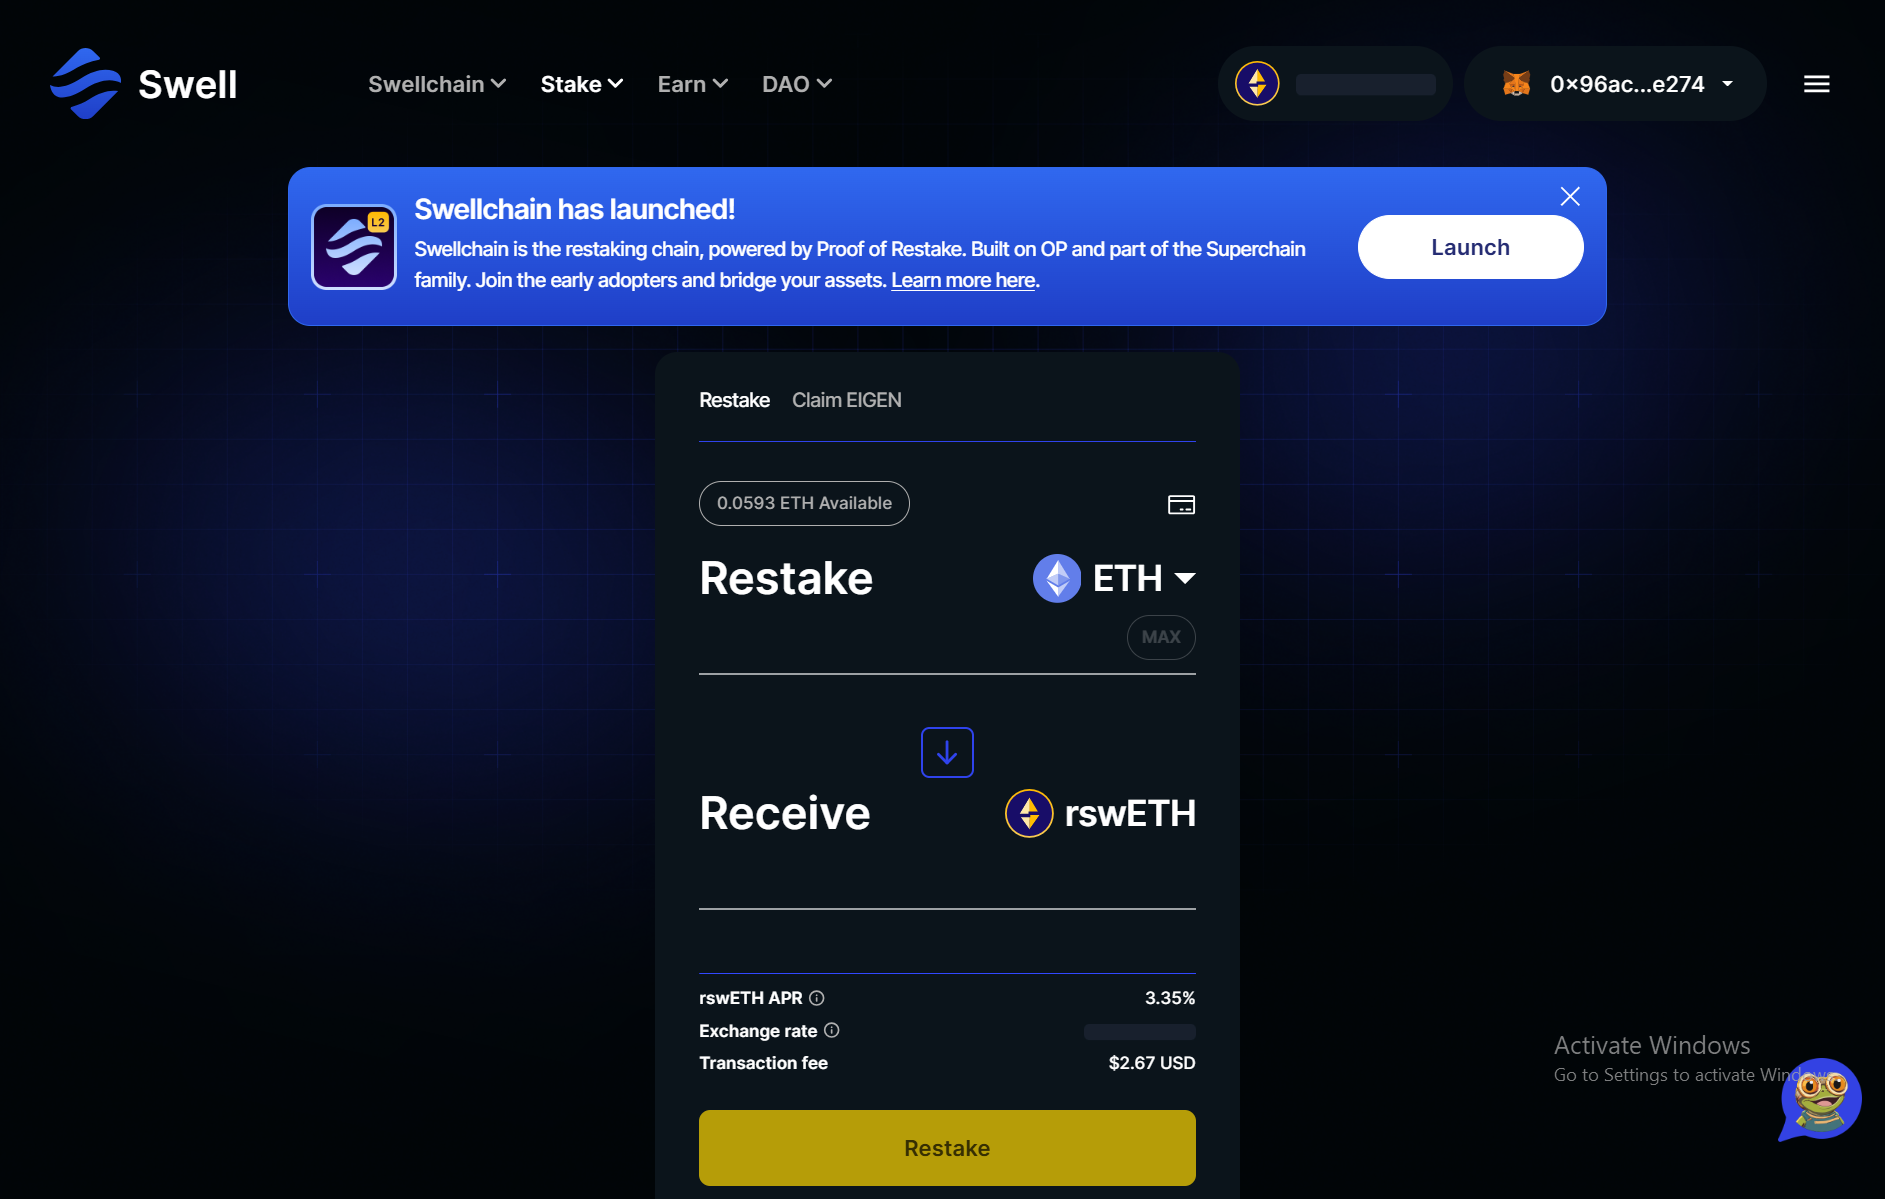 Swell
Swellchain
Stake
Earn
DAO
0×96ac...e274
Swellchain has launched!
L2
Swellchain is the restaking chain, powered by Proof of Restake. Built on OP and part of the Superchain
family. Join the early adopters and bridge your assets. Learn more here.
Launch
Restake
Claim EIGEN
0.0593 ETH Available
Restake
ETH
MAX
Receive
rswETH
rswETH APR
3.35%
Exchange rate
Transaction fee
$2.67 USD
Restake
Activate Windows
Go to Settings to activate Windows.